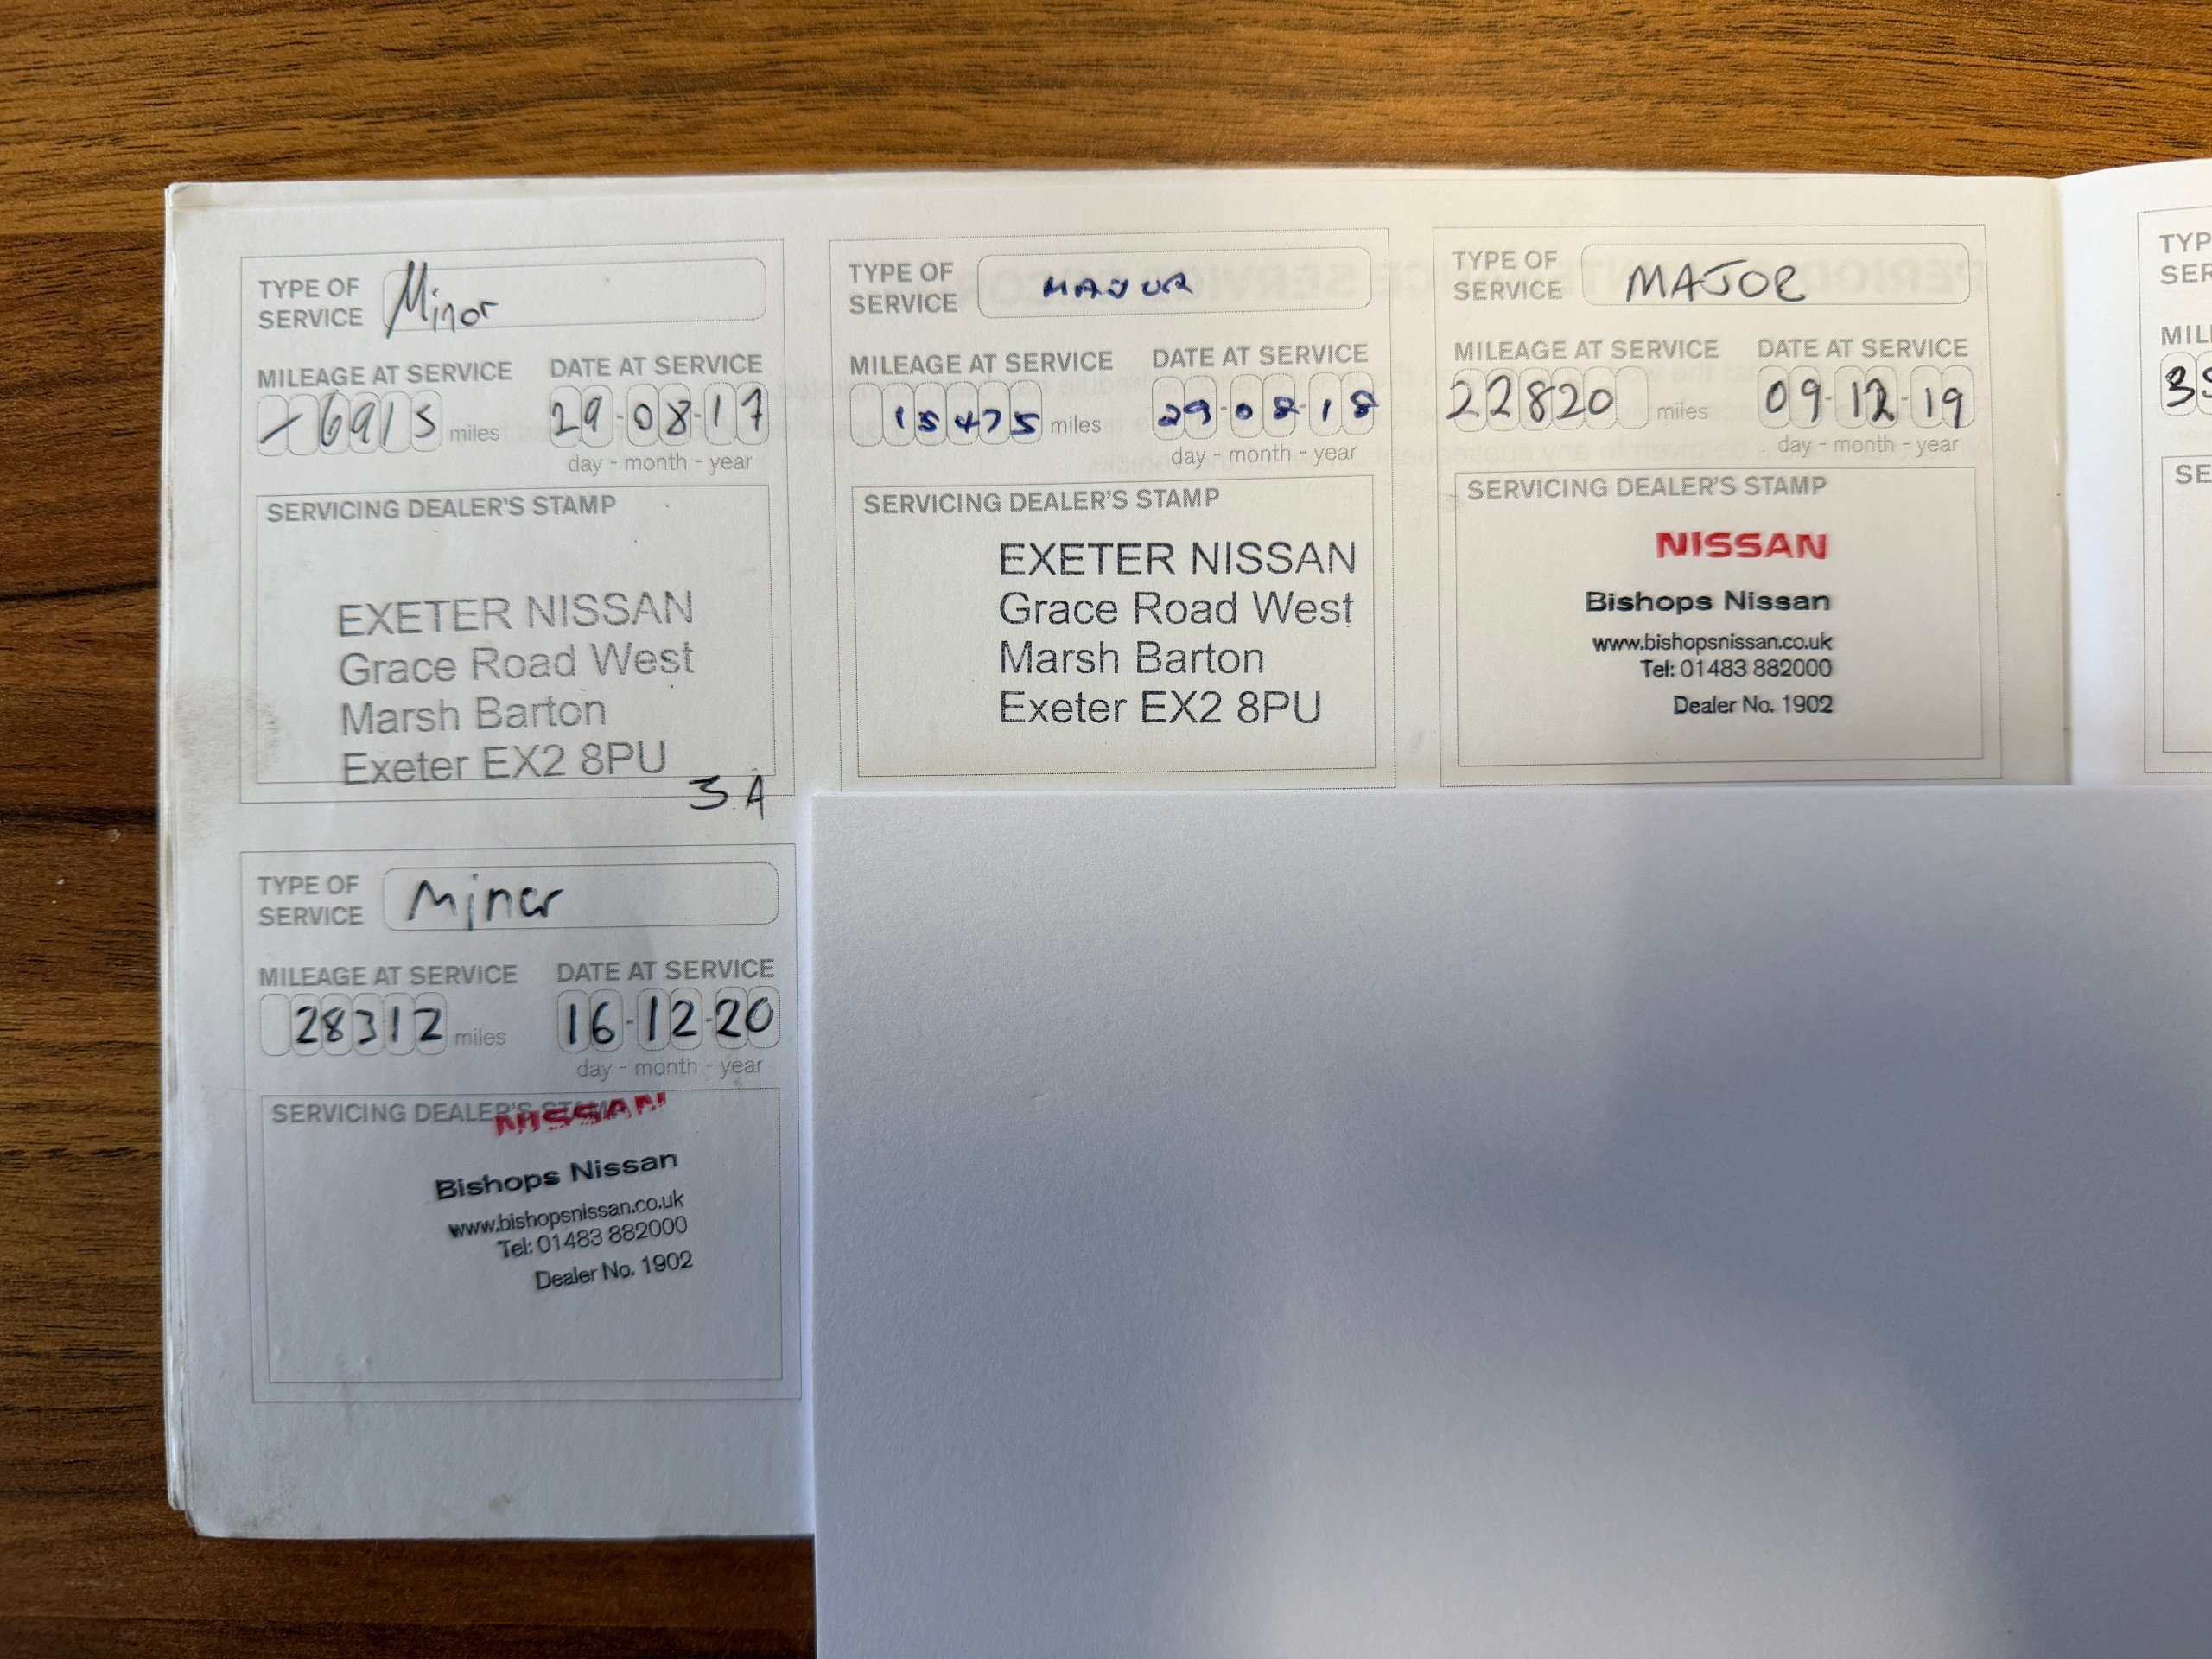 TYPE OF SERVICE Minor
MILEAGE AT SERVICE DATE AT SERVICE
-6915 miles 29-08-17
day - month - year
SERVICING DEALER'S STAMP
EXETER NISSAN
Grace Road West
Marsh Barton
Exeter EX2 8PU
TYPE OF SERVICE MAJOR
MILEAGE AT SERVICE DATE AT SERVICE
15475 miles 29-08-18
day - month - year
SERVICING DEALER'S STAMP
EXETER NISSAN
Grace Road West
Marsh Barton
Exeter EX2 8PU
TYPE OF SERVICE MAJOR
MILEAGE AT SERVICE DATE AT SERVICE
22820 miles 09-12-19
day - month - year
SERVICING DEALER'S STAMP
NISSAN
Bishops Nissan
www.bishopsnissan.co.uk
Tel: 01483 882000
Dealer No. 1902
TYPE OF SERVICE Minor
MILEAGE AT SERVICE DATE AT SERVICE
28312 miles 16-12-20
day - month - year
SERVICING DEALER'S STAMP
NISSAN
Bishops Nissan
www.bishopsnissan.co.uk
Tel: 01483 882000
Dealer No. 1902